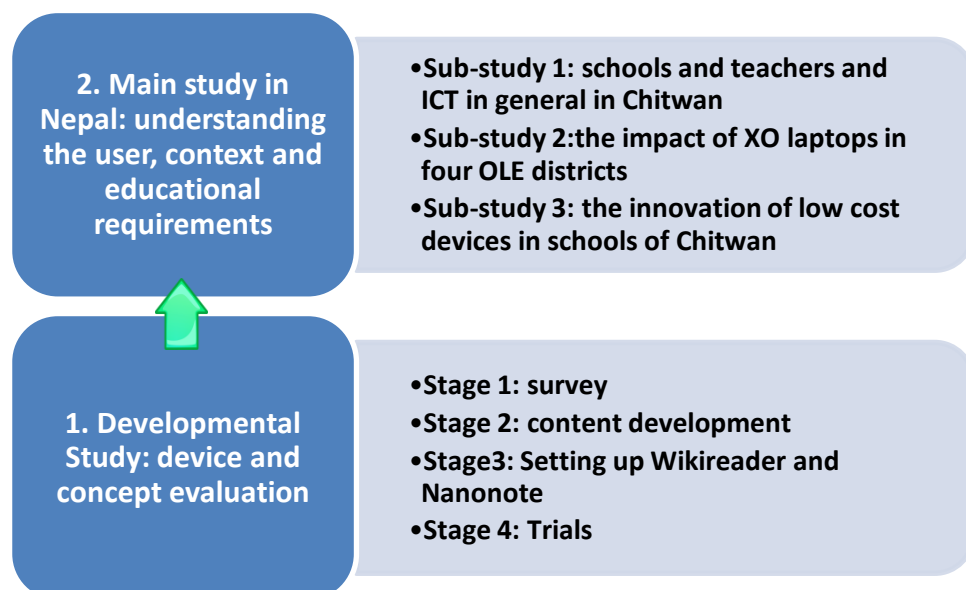 2. Main study in
Nepal: understanding
the user, context and
educational
requirements
•Sub-study 1: schools and teachers and
ICT in general in Chitwan
•Sub-study 2:the impact of XO laptops in
four OLE districts
•Sub-study 3: the innovation of low cost
devices in schools of Chitwan
1. Developmental
Study: device and
concept evaluation
•Stage 1: survey
•Stage 2: content development
•Stage3: Setting up Wikireader and
Nanonote
•Stage 4: Trials